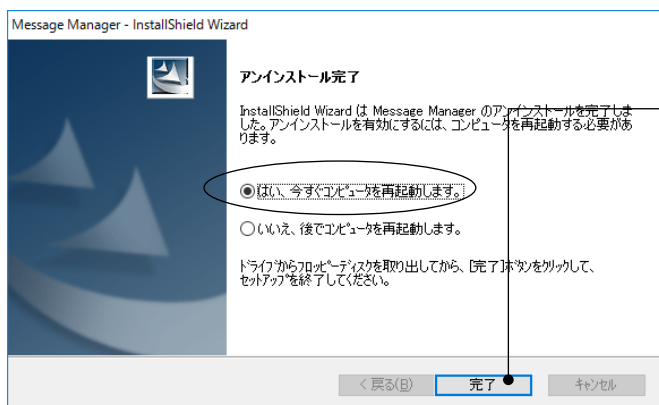 Message Manager - InstallShield Wizard
アンインストール完了
InstallShield Wizard は Message Manager のアンインストールを完了しま
した。アンインストールを有効にするには、コンピュータを再起動する必要があ
ります。
はい、今すぐコンピュータを再起動します。
いいえ、後でコンピュータを再起動します。
ドライブからフロッピーディスクを取り出してから、[完了]ボタンをクリックして、
セットアップを終了してください。
< 戻る(B)
完了
キャンセル